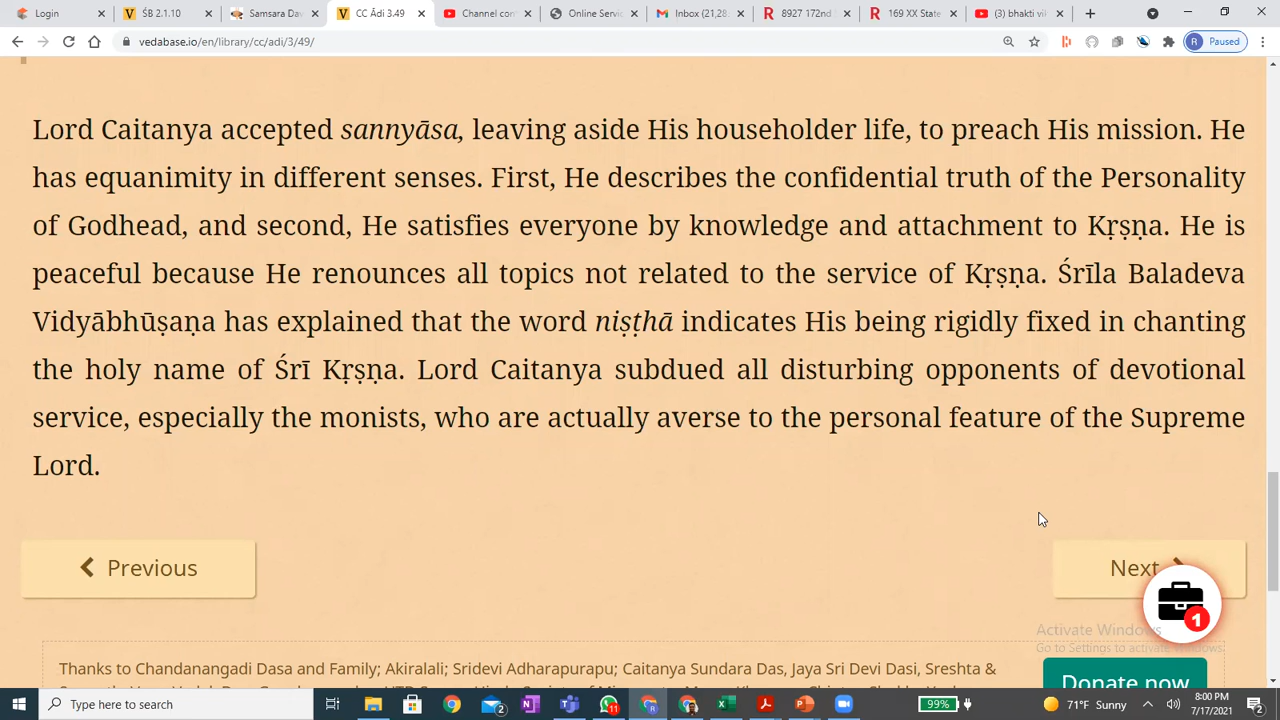 Login
ŚB 2.1.10
Samsara Dav
CC Ādi 3.49
Channel con
Online Servic
Inbox (21,28
8927 172nd
169 XX State
(3) bhakti vi
vedabase.io/en/library/cc/adi/3/49/
R Paused
Lord Caitanya accepted sannyāsa, leaving aside His householder life, to preach His mission. He
has equanimity in different senses. First, He describes the confidential truth of the Personality
of Godhead, and second, He satisfies everyone by knowledge and attachment to Kṛṣṇa. He is
peaceful because He renounces all topics not related to the service of Kṛṣṇa. Śrīla Baladeva
Vidyābhūṣaṇa has explained that the word niṣṭhā indicates His being rigidly fixed in chanting
the holy name of Śrī Kṛṣṇa. Lord Caitanya subdued all disturbing opponents of devotional
service, especially the monists, who are actually averse to the personal feature of the Supreme
Lord.
Previous
Next
1
Activate Windows
Go to Settings to activate Windows.
Thanks to Chandanangadi Dasa and Family; Akiralali; Sridevi Adharapurapu; Caitanya Sundara Das, Jaya Sri Devi Dasi, Sreshta &
Donate now
Type here to search
99%
71°F Sunny
8:00 PM
7/17/2021